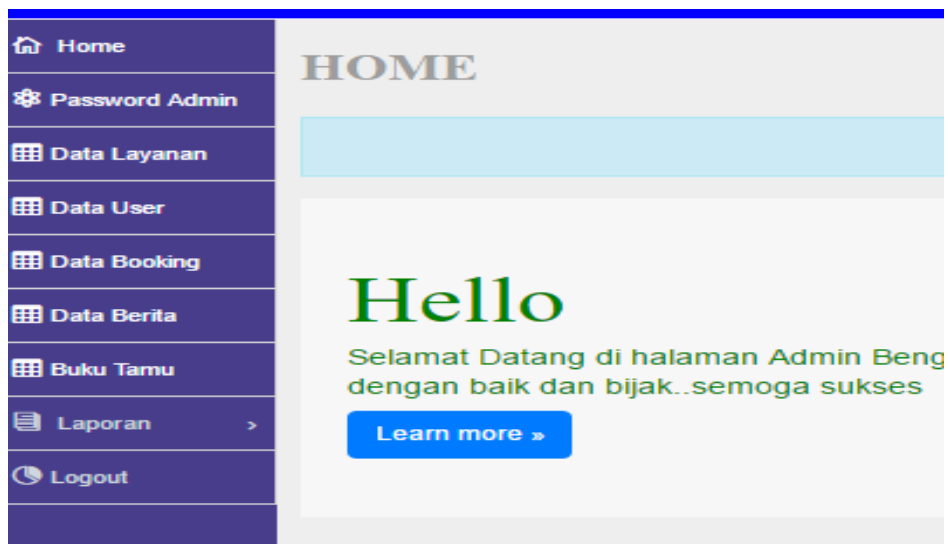 Home
Password Admin
Data Layanan
Data User
Data Booking
Data Berita
Buku Tamu
Laporan >
Logout
HOME
Hello
Selamat Datang di halaman Admin Beng
dengan baik dan bijak..semoga sukses
Learn more »